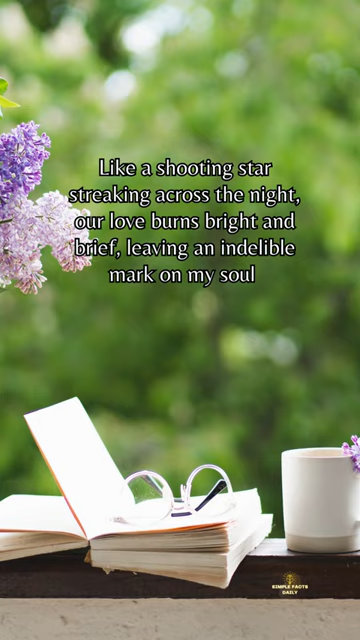 Like a shooting star
streaking across the night,
our love burns bright and
brief, leaving an indelible
mark on my soul
SIMPLE FACTS
DAILY